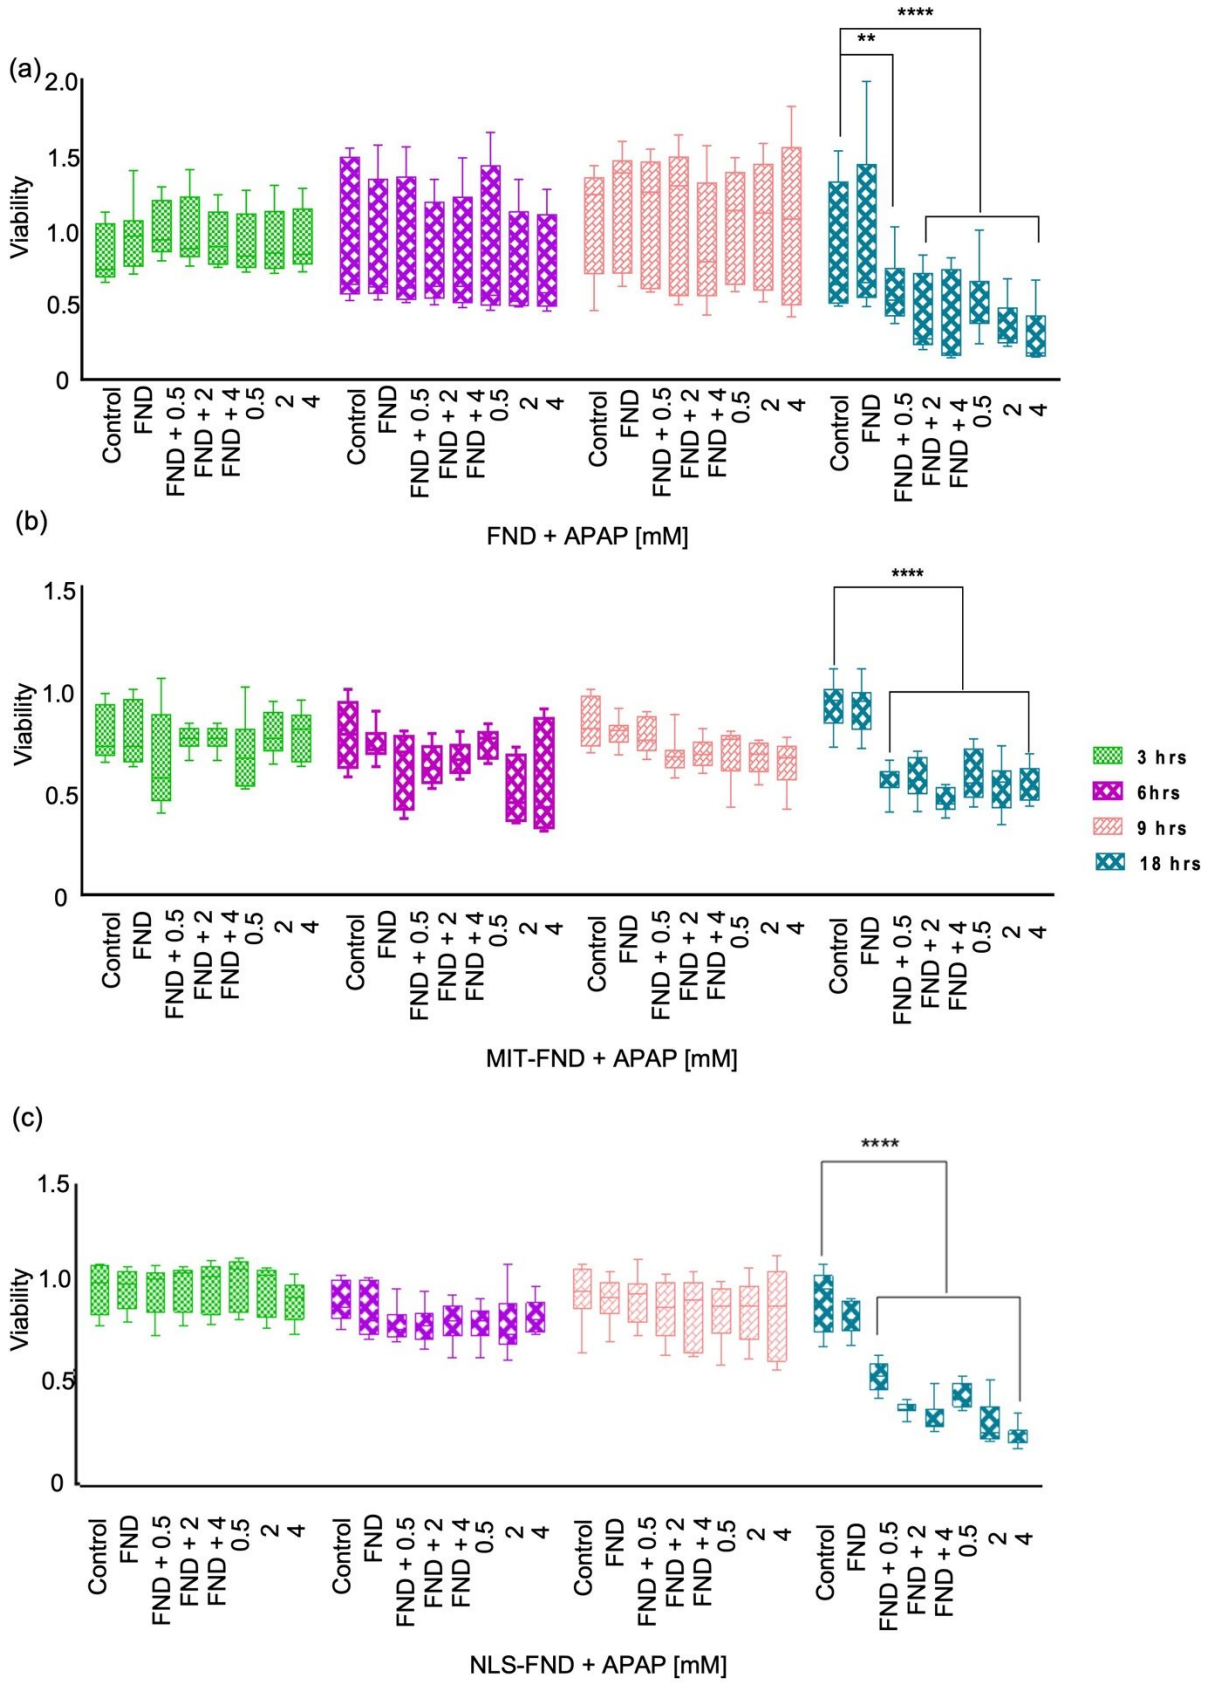 (a)
****
**
2.0
1.5
1.0
0.5
0
Viability
Control
FND
FND + 0.5
FND + 2
FND + 4
0.5
2
4
Control
FND
FND + 0.5
FND + 2
FND + 4
0.5
2
4
Control
FND
FND + 0.5
FND + 2
FND + 4
0.5
2
4
Control
FND
FND + 0.5
FND + 2
FND + 4
0.5
2
4
FND + APAP [mM]
(b)
****
1.5
1.0
0.5
0
Viability
Control
FND
FND + 0.5
FND + 2
FND + 4
0.5
2
4
Control
FND
FND + 0.5
FND + 2
FND + 4
0.5
2
4
Control
FND
FND + 0.5
FND + 2
FND + 4
0.5
2
4
Control
FND
FND + 0.5
FND + 2
FND + 4
0.5
2
4
MIT-FND + APAP [mM]
3 hrs
6hrs
9 hrs
18 hrs
(c)
****
1.5
1.0
0.5
0
Viability
Control
FND
FND + 0.5
FND + 2
FND + 4
0.5
2
4
Control
FND
FND + 0.5
FND + 2
FND + 4
0.5
2
4
Control
FND
FND + 0.5
FND + 2
FND + 4
0.5
2
4
Control
FND
FND + 0.5
FND + 2
FND + 4
0.5
2
4
NLS-FND + APAP [mM]